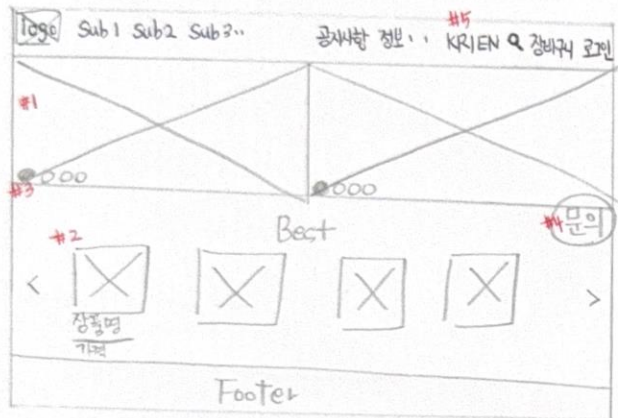 #5
logo Sub1 Sub2 Sub3.. 공지사항 정보.. KR|EN 장바구니 로그인
#1
#3
Best
#4 문의
#2
< >
상품명
가격
Footer